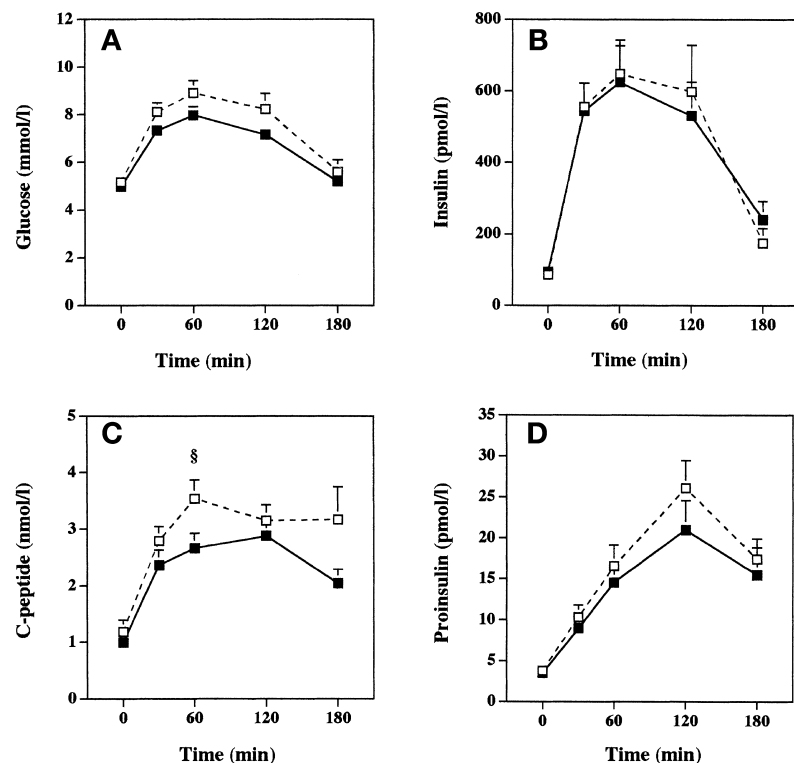 A
Glucose (mmol/l)
12
10
8
6
4
2
0
0 60 120 180
Time (min)
B
Insulin (pmol/l)
800
600
400
200
0
0 60 120 180
Time (min)
C
§
C-peptide (nmol/l)
5
4
3
2
1
0
0 60 120 180
Time (min)
D
Proinsulin (pmol/l)
35
30
25
20
15
10
5
0
0 60 120 180
Time (min)